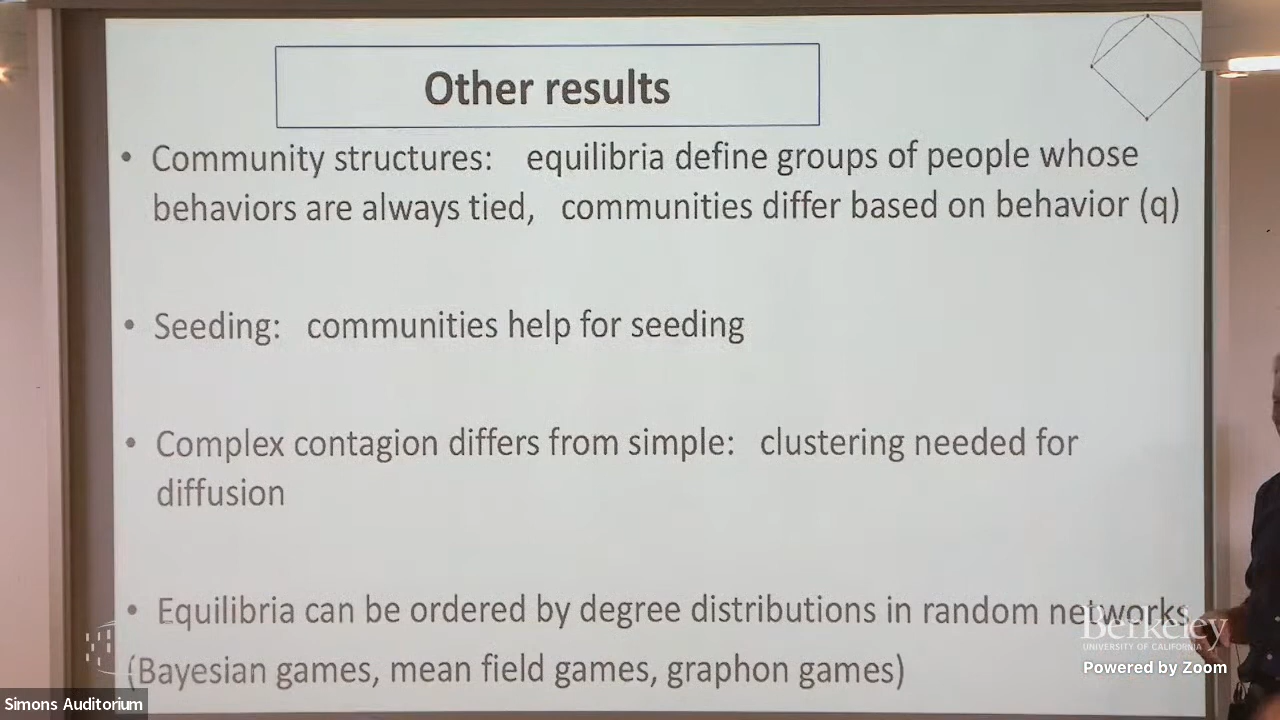 Other results
• Community structures: equilibria define groups of people whose
behaviors are always tied, communities differ based on behavior (q)
• Seeding: communities help for seeding
• Complex contagion differs from simple: clustering needed for
diffusion
• Equilibria can be ordered by degree distributions in random networks
(Bayesian games, mean field games, graphon games)
Berkeley
UNIVERSITY OF CALIFORNIA
Powered by Zoom
Simons Auditorium